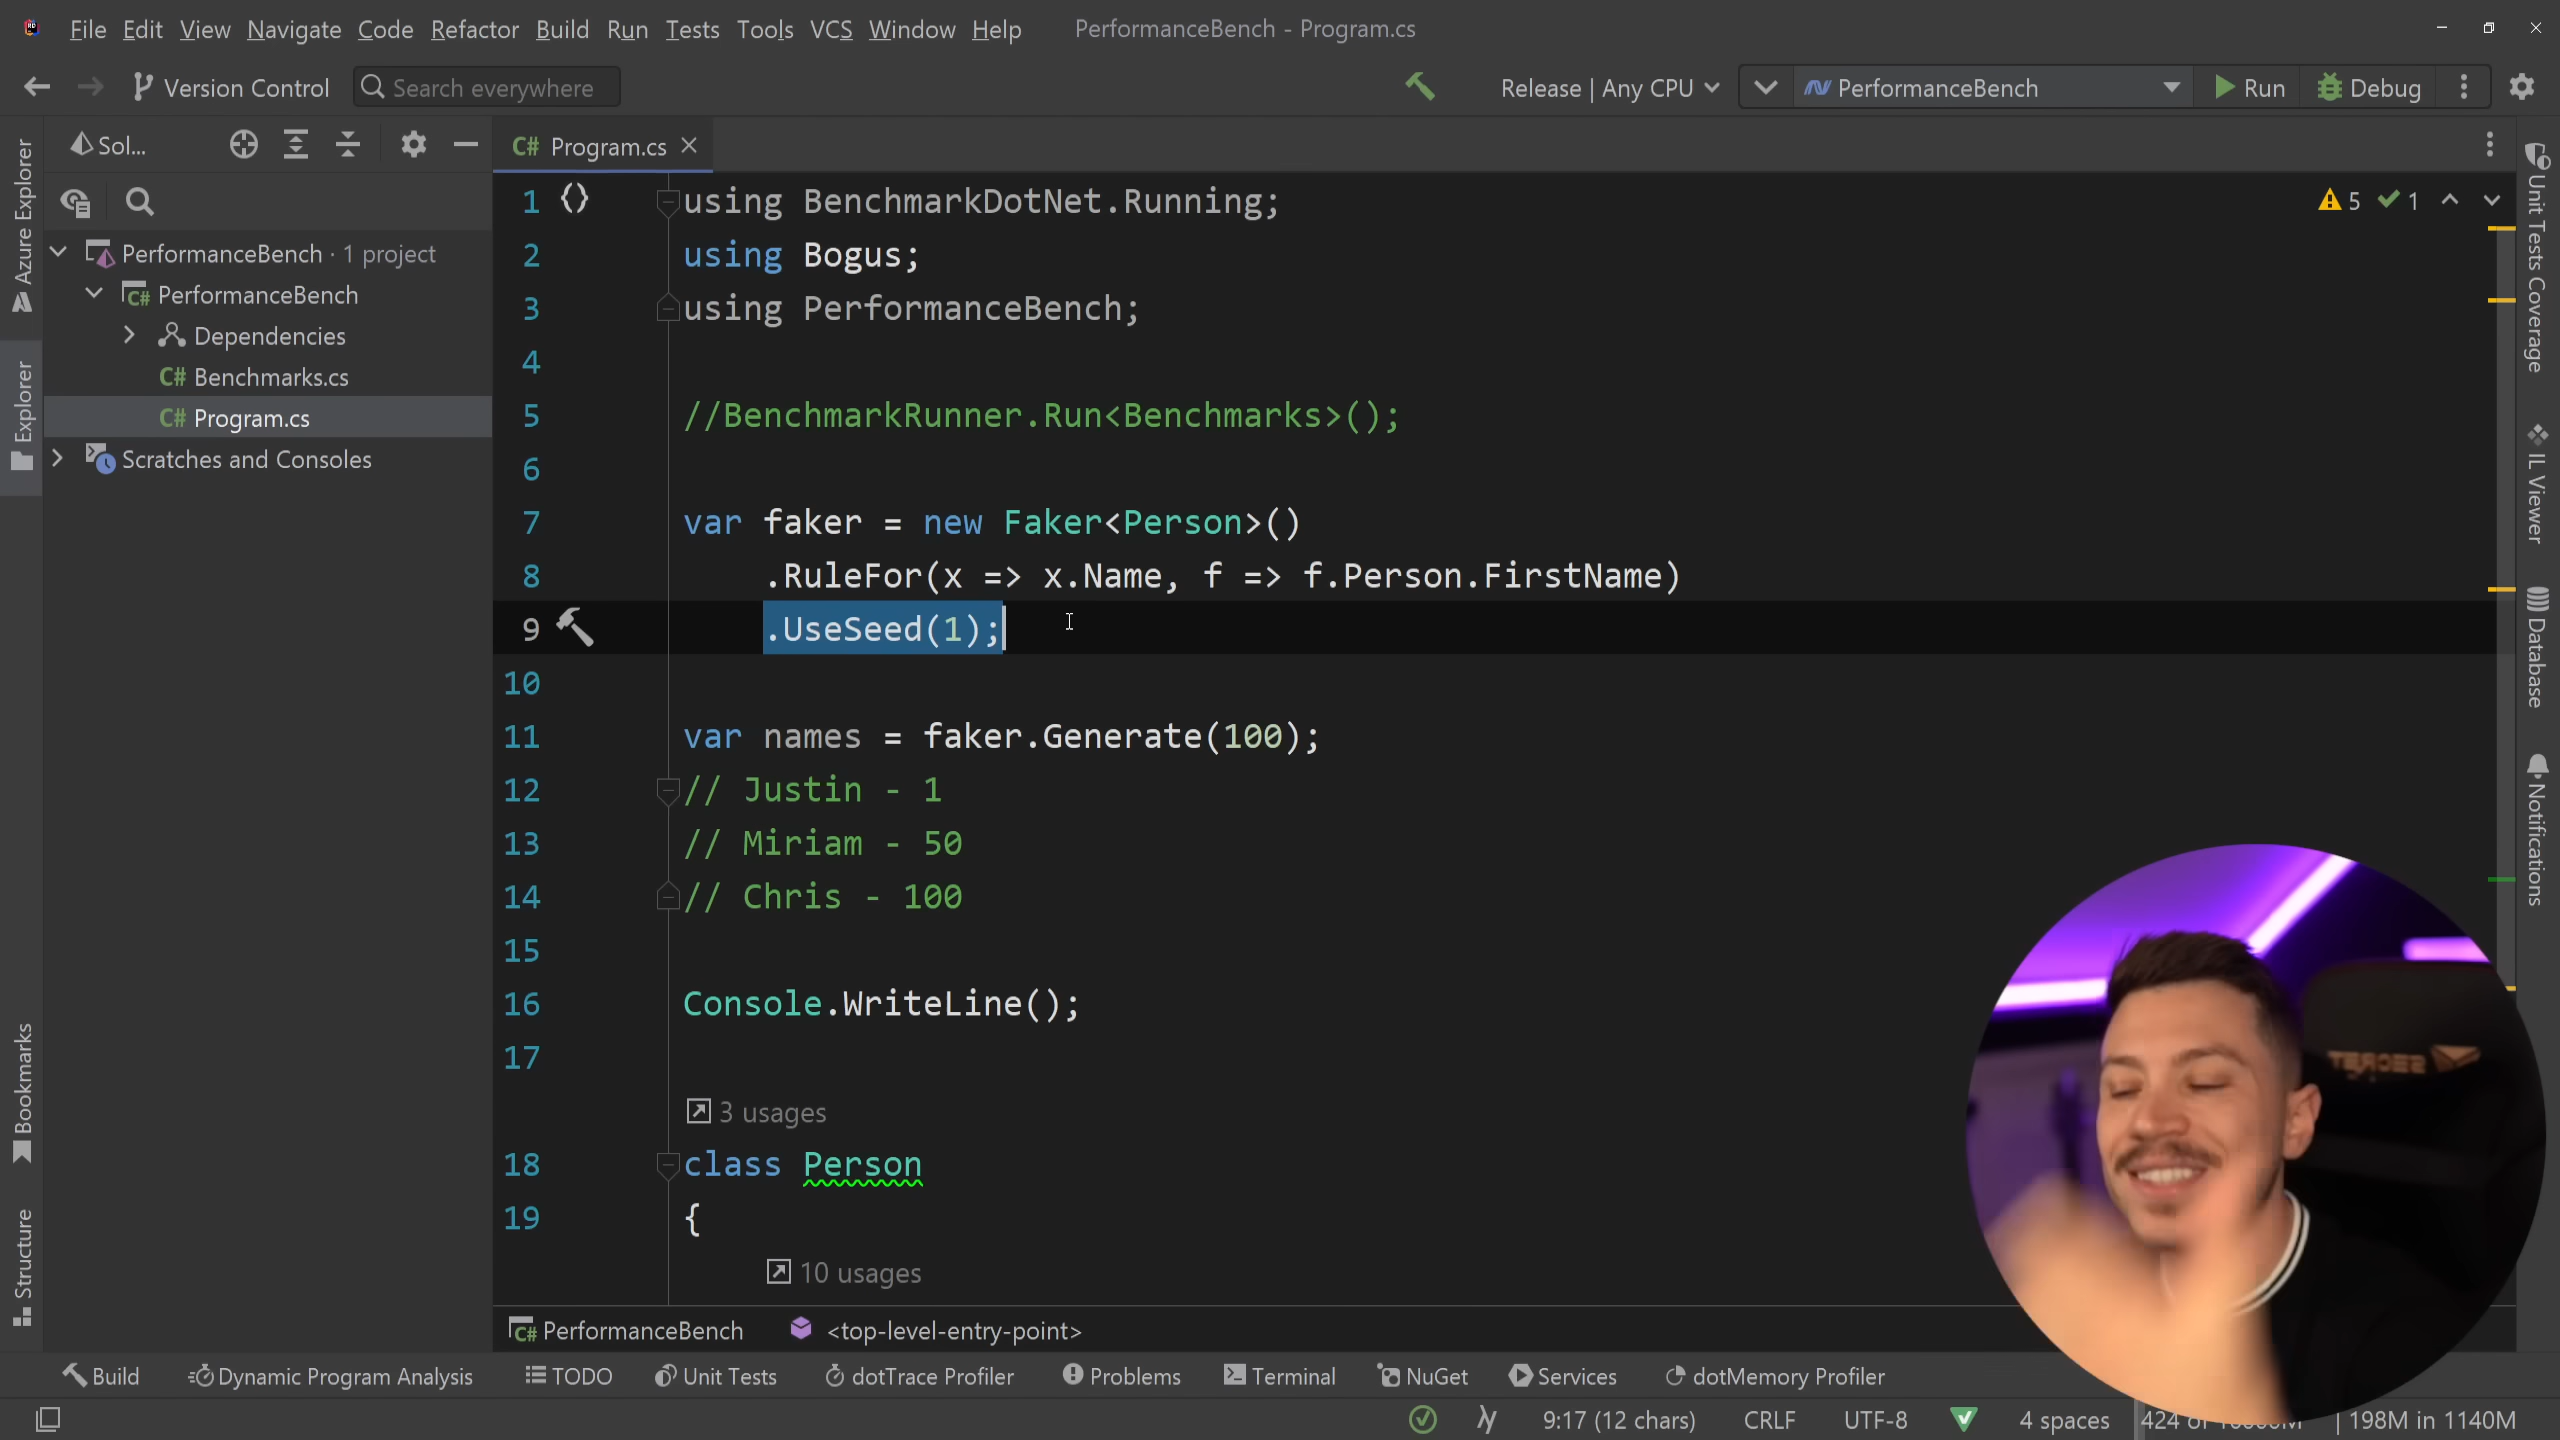 File Edit View Navigate Code Refactor Build Run Tests Tools VCS Window Help PerformanceBench - Program.cs
Version Control Search everywhere Release | Any CPU PerformanceBench Run Debug
Sol... C# Program.cs
Azure Explorer
Explorer
Bookmarks
Structure
PerformanceBench · 1 project
C# PerformanceBench
Dependencies
C# Benchmarks.cs
C# Program.cs
Scratches and Consoles
1 using BenchmarkDotNet.Running; 5 1
2 using Bogus;
3 using PerformanceBench;
4
5 //BenchmarkRunner.Run<Benchmarks>();
6
7 var faker = new Faker<Person>()
8 .RuleFor(x => x.Name, f => f.Person.FirstName)
9 .UseSeed(1);
10
11 var names = faker.Generate(100);
12 // Justin - 1
13 // Miriam - 50
14 // Chris - 100
15
16 Console.WriteLine();
17
3 usages
18 class Person
19 {
10 usages
C# PerformanceBench <top-level-entry-point>
Unit Tests Coverage
IL Viewer
Database
Notifications
SECRET
Build Dynamic Program Analysis TODO Unit Tests dotTrace Profiler Problems Terminal NuGet Services dotMemory Profiler
9:17 (12 chars) CRLF UTF-8 4 spaces 198M in 1140M